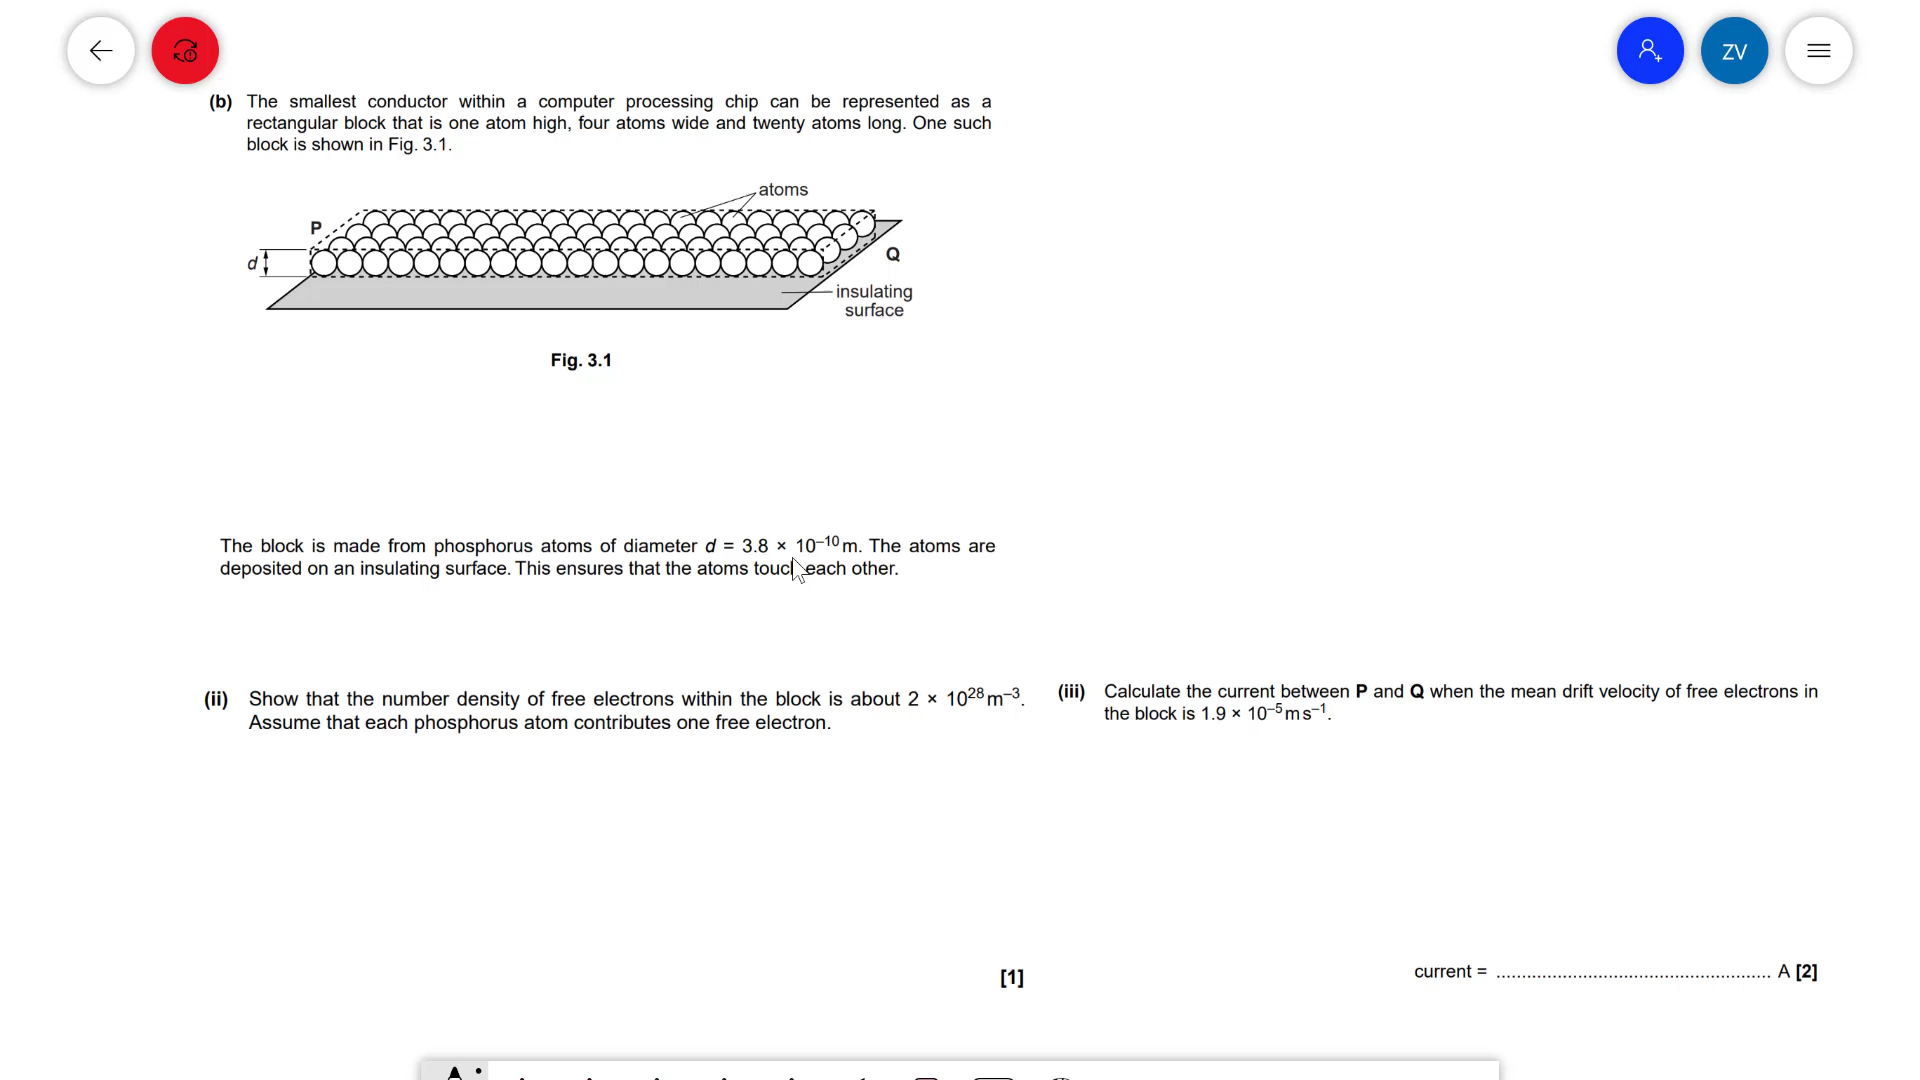 ZV
(b) The smallest conductor within a computer processing chip can be represented as a
rectangular block that is one atom high, four atoms wide and twenty atoms long. One such
block is shown in Fig. 3.1.
atoms
P
d
Q
insulating
surface
Fig. 3.1
The block is made from phosphorus atoms of diameter d = 3.8 × 10⁻¹⁰ m. The atoms are
deposited on an insulating surface. This ensures that the atoms touch each other.
(ii) Show that the number density of free electrons within the block is about 2 × 10²⁸ m⁻³.
Assume that each phosphorus atom contributes one free electron.
[1]
(iii) Calculate the current between P and Q when the mean drift velocity of free electrons in
the block is 1.9 × 10⁻⁵ m s⁻¹.
current = ...................................................... A [2]